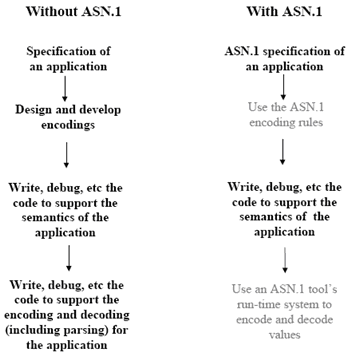 Without ASN.1
Specification of
an application
Design and develop
encodings
Write, debug, etc the
code to support the
semantics of the
application
Write, debug, etc the
code to support the
encoding and decoding
(including parsing) for
the application
With ASN.1
ASN.1 specification of
an application
Use the ASN.1
encoding rules
Write, debug, etc the
code to support the
semantics of the
application
Use an ASN.1 tool's
run-time system to
encode and decode
values